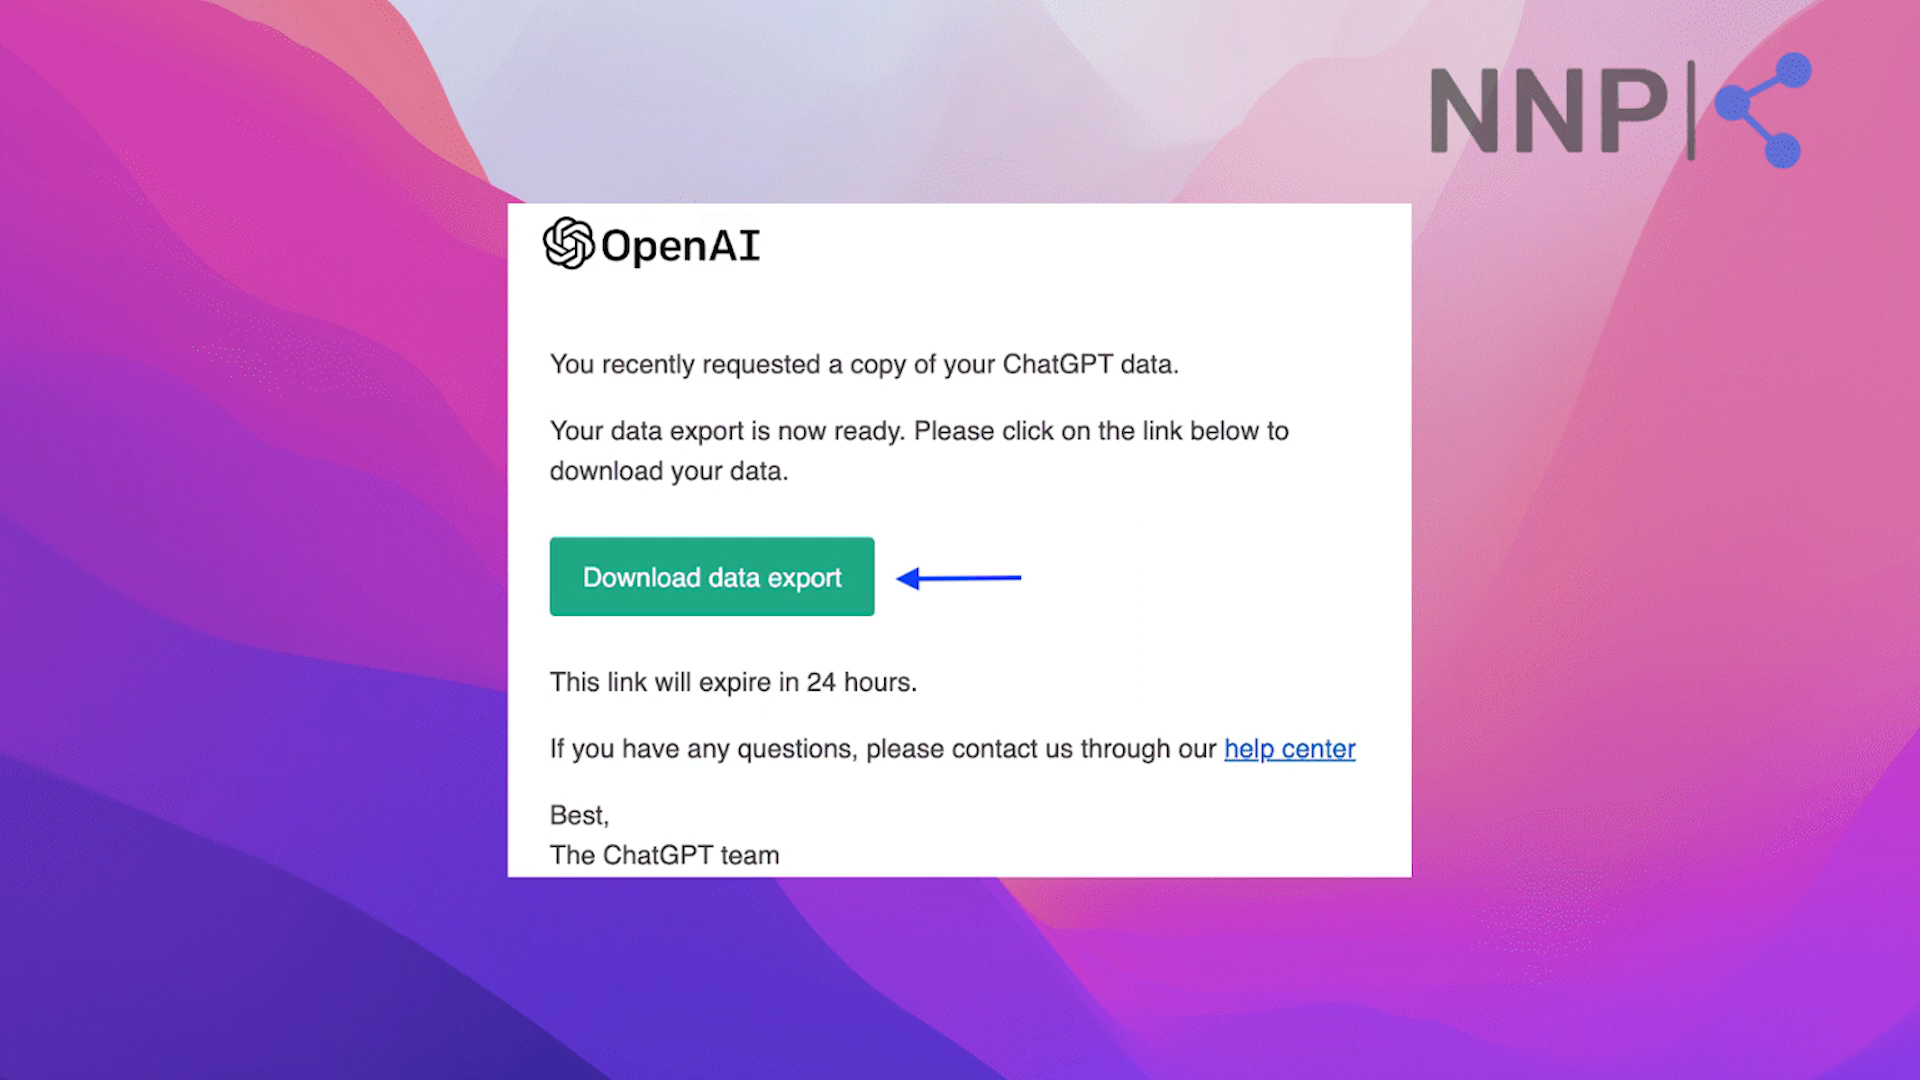 NNP
OpenAI
You recently requested a copy of your ChatGPT data.
Your data export is now ready. Please click on the link below to
download your data.
Download data export
This link will expire in 24 hours.
If you have any questions, please contact us through our help center
Best,
The ChatGPT team